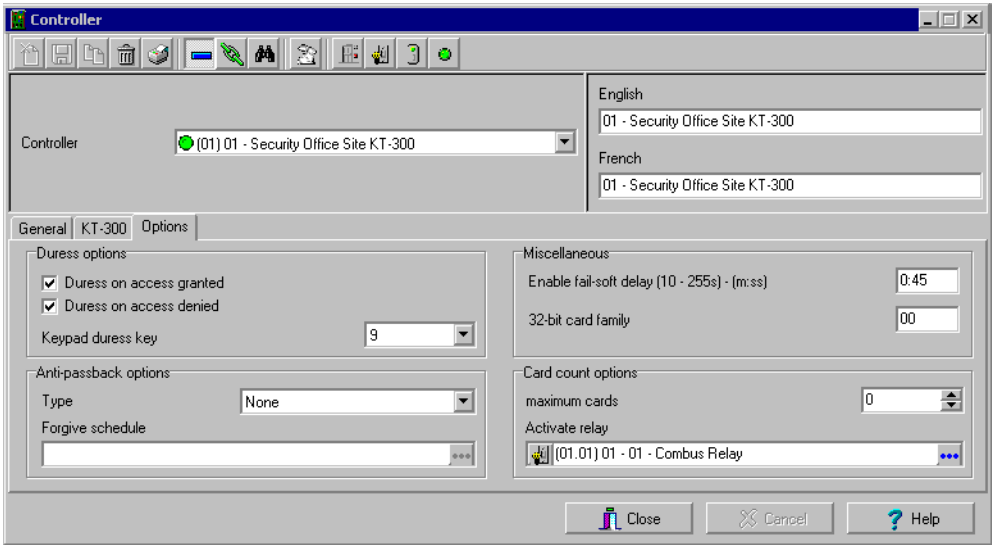 Controller
English
01 - Security Office Site KT-300
Controller
(01) 01 - Security Office Site KT-300
French
01 - Security Office Site KT-300
General
KT-300
Options
Duress options
Duress on access granted
Duress on access denied
Keypad duress key
9
Miscellaneous
Enable fail-soft delay (10 - 255s) - (m:ss)
0:45
32-bit card family
00
Anti-passback options
Type
None
Forgive schedule
Card count options
maximum cards
0
Activate relay
(01.01) 01 - 01 - Combus Relay
Close
Cancel
Help